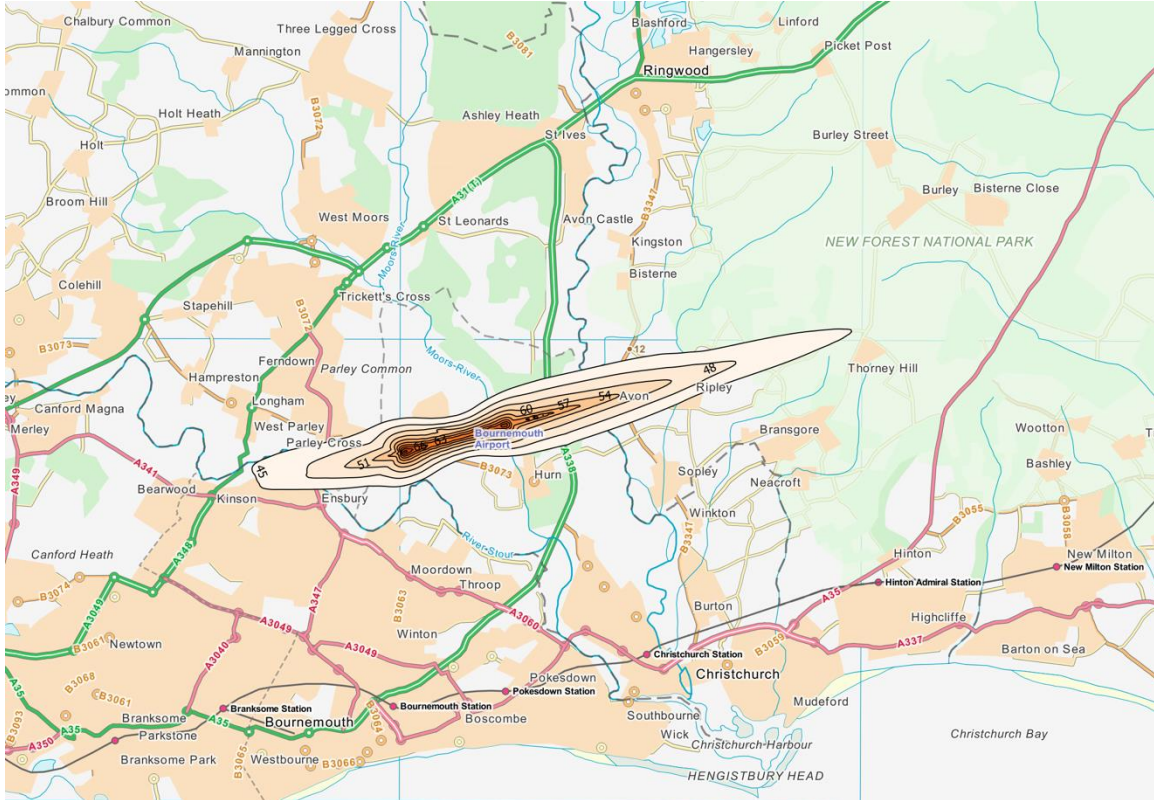 Chalbury Common
Three Legged Cross
Mannington
B3081
Blashford
Hangersley
Linford
Picket Post
Ringwood
ommon
Holt Heath
B3072
Ashley Heath
St Ives
Holt
Burley Street
B3347
Broom Hill
West Moors
A31(T)
St Leonards
Avon Castle
Burley
Bisterne Close
Kingston
NEW FOREST NATIONAL PARK
Moors-River
Bisterne
Colehill
Stapehill
Trickett's Cross
B3072
B3073
Ferndown
Parley Common
Moors-River
12
Hampreston
48
Ripley
Thorney Hill
ey
Canford Magna
Longham
54
Avon
60
57
Merley
West Parley
Bournemouth
Airport
Bransgore
Wootton
Parley Cross
66
63
A341
45
51
B3073
A338
A349
Bearwood
Kinson
Ensbury
Hurn
Sopley
Neacroft
Bashley
Winkton
B3055
B3058
A348
River-Stour
B3347
Canford Heath
Hinton
New Milton
New Milton Station
Moordown
Throop
Hinton Admiral Station
B3074
A3049
A347
B3063
A35
Burton
Highcliffe
A3049
A3060
B3059
A337
Newtown
B3061
Winton
A3040
A3049
Christchurch Station
Barton on Sea
Pokesdown
Christchurch
B3068
B3061
Pokesdown Station
Mudeford
A35
Branksome Station
Bournemouth Station
Branksome
A35
Bournemouth
B3064
Boscombe
Southbourne
B3093
A35
Parkstone
Wick
Christchurch Bay
A350
Branksome Park
B3065
Westbourne
B3066
Christchurch-Harbour
HENGISTBURY HEAD